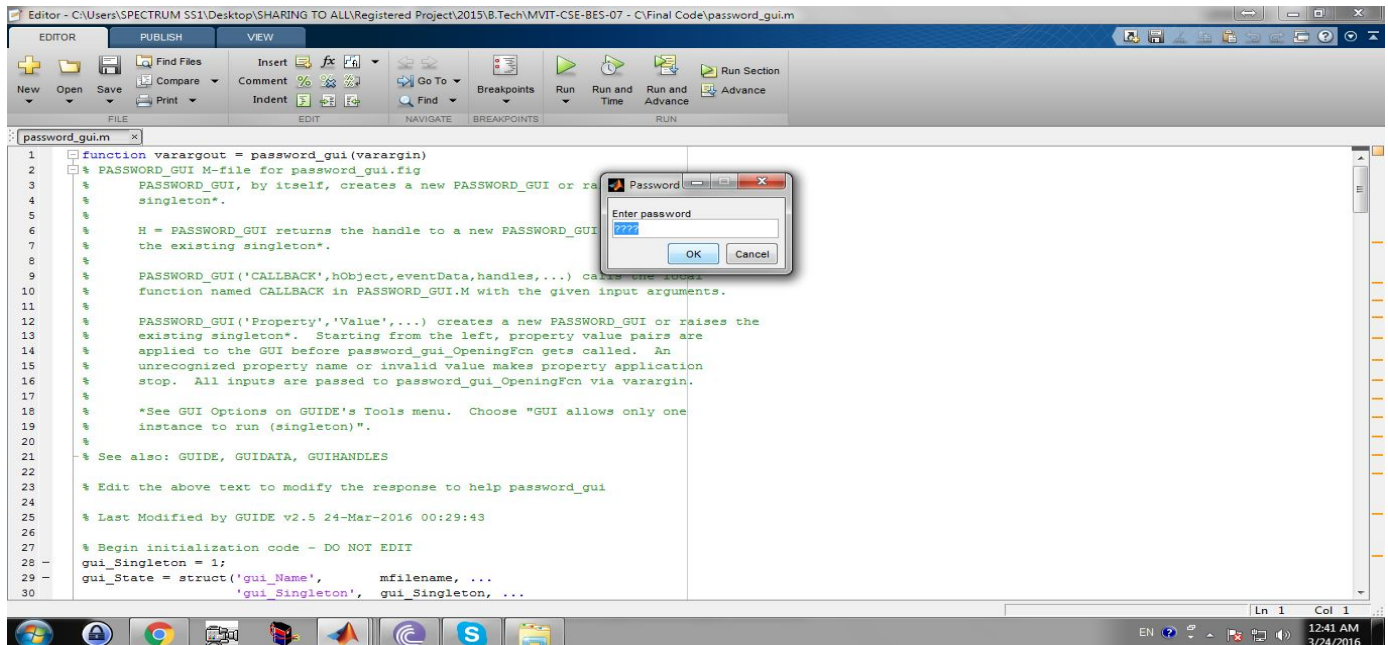 Editor - C:\Users\SPECTRUM SS1\Desktop\SHARING TO ALL\Registered Project\2015\B.Tech\MVIT-CSE-BES-07 - C\Final Code\password_gui.m
EDITOR PUBLISH VIEW
New Open Save
Find Files
Compare
Print
FILE
Insert fx
Comment %
Indent
EDIT
Go To
Find
NAVIGATE
Breakpoints
BREAKPOINTS
Run
Run and Time
Run and Advance
Run Section
Advance
RUN
password_gui.m ×
1 function varargout = password_gui(varargin)
2 % PASSWORD_GUI M-file for password_gui.fig
3 % PASSWORD_GUI, by itself, creates a new PASSWORD_GUI or ra
4 % singleton*.
5 %
6 % H = PASSWORD_GUI returns the handle to a new PASSWORD_GUI
7 % the existing singleton*.
8 %
9 % PASSWORD_GUI('CALLBACK',hObject,eventData,handles,...) calls the local
10 % function named CALLBACK in PASSWORD_GUI.M with the given input arguments.
11 %
12 % PASSWORD_GUI('Property','Value',...) creates a new PASSWORD_GUI or raises the
13 % existing singleton*. Starting from the left, property value pairs are
14 % applied to the GUI before password_gui_OpeningFcn gets called. An
15 % unrecognized property name or invalid value makes property application
16 % stop. All inputs are passed to password_gui_OpeningFcn via varargin.
17 %
18 % *See GUI Options on GUIDE's Tools menu. Choose "GUI allows only one
19 % instance to run (singleton)".
20 %
21 % See also: GUIDE, GUIDATA, GUIHANDLES
22
23 % Edit the above text to modify the response to help password_gui
24
25 % Last Modified by GUIDE v2.5 24-Mar-2016 00:29:43
26
27 % Begin initialization code - DO NOT EDIT
28 – gui_Singleton = 1;
29 – gui_State = struct('gui_Name', mfilename, ...
30 'gui_Singleton', gui_Singleton, ...
Password
Enter password
????
OK Cancel
Ln 1 Col 1
EN
12:41 AM
3/24/2016